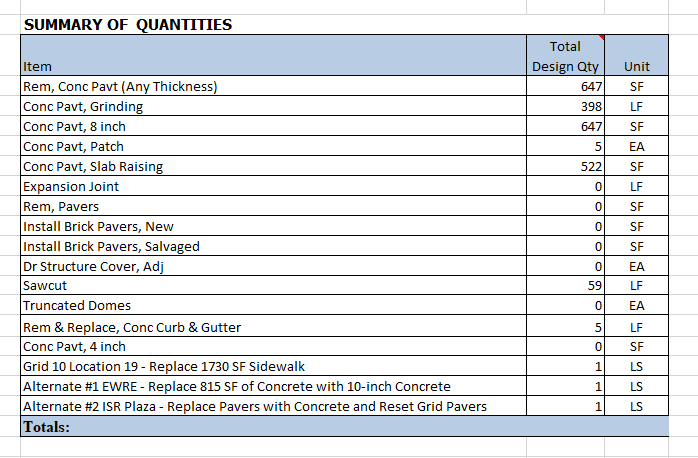 SUMMARY OF QUANTITIES
Total
Item Design Qty Unit
Rem, Conc Pavt (Any Thickness) 647 SF
Conc Pavt, Grinding 398 LF
Conc Pavt, 8 inch 647 SF
Conc Pavt, Patch 5 EA
Conc Pavt, Slab Raising 522 SF
Expansion Joint 0 LF
Rem, Pavers 0 SF
Install Brick Pavers, New 0 SF
Install Brick Pavers, Salvaged 0 SF
Dr Structure Cover, Adj 0 EA
Sawcut 59 LF
Truncated Domes 0 EA
Rem & Replace, Conc Curb & Gutter 5 LF
Conc Pavt, 4 inch 0 SF
Grid 10 Location 19 - Replace 1730 SF Sidewalk 1 LS
Alternate #1 EWRE - Replace 815 SF of Concrete with 10-inch Concrete 1 LS
Alternate #2 ISR Plaza - Replace Pavers with Concrete and Reset Grid Pavers 1 LS
Totals: